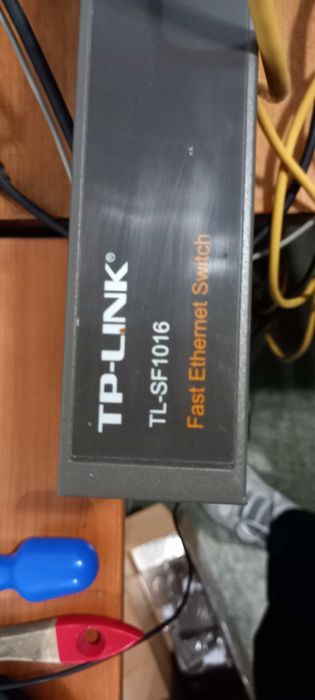 TP-LINK®
TL-SF1016
Fast Ethernet Switch